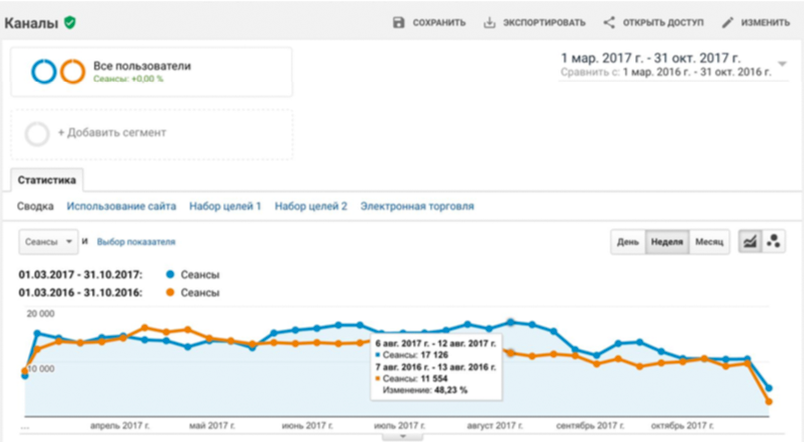 Каналы
СОХРАНИТЬ ЭКСПОРТИРОВАТЬ ОТКРЫТЬ ДОСТУП ИЗМЕНИТЬ
Все пользователи
Сеансы: +0,00 %
1 мар. 2017 г. - 31 окт. 2017 г.
Сравнить с: 1 мар. 2016 г. - 31 окт. 2016 г.
+ Добавить сегмент
Статистика
Сводка Использование сайта Набор целей 1 Набор целей 2 Электронная торговля
Сеансы И Выбор показателя
День Неделя Месяц
01.03.2017 - 31.10.2017: Сеансы
01.03.2016 - 31.10.2016: Сеансы
20 000
10 000
6 авг. 2017 г. - 12 авг. 2017 г.
Сеансы: 17 126
7 авг. 2016 г. - 13 авг. 2016 г.
Сеансы: 11 554
Изменение: 48,23 %
... апрель 2017 г. май 2017 г. июнь 2017 г. июль 2017 г. август 2017 г. сентябрь 2017 г. октябрь 2017 г.